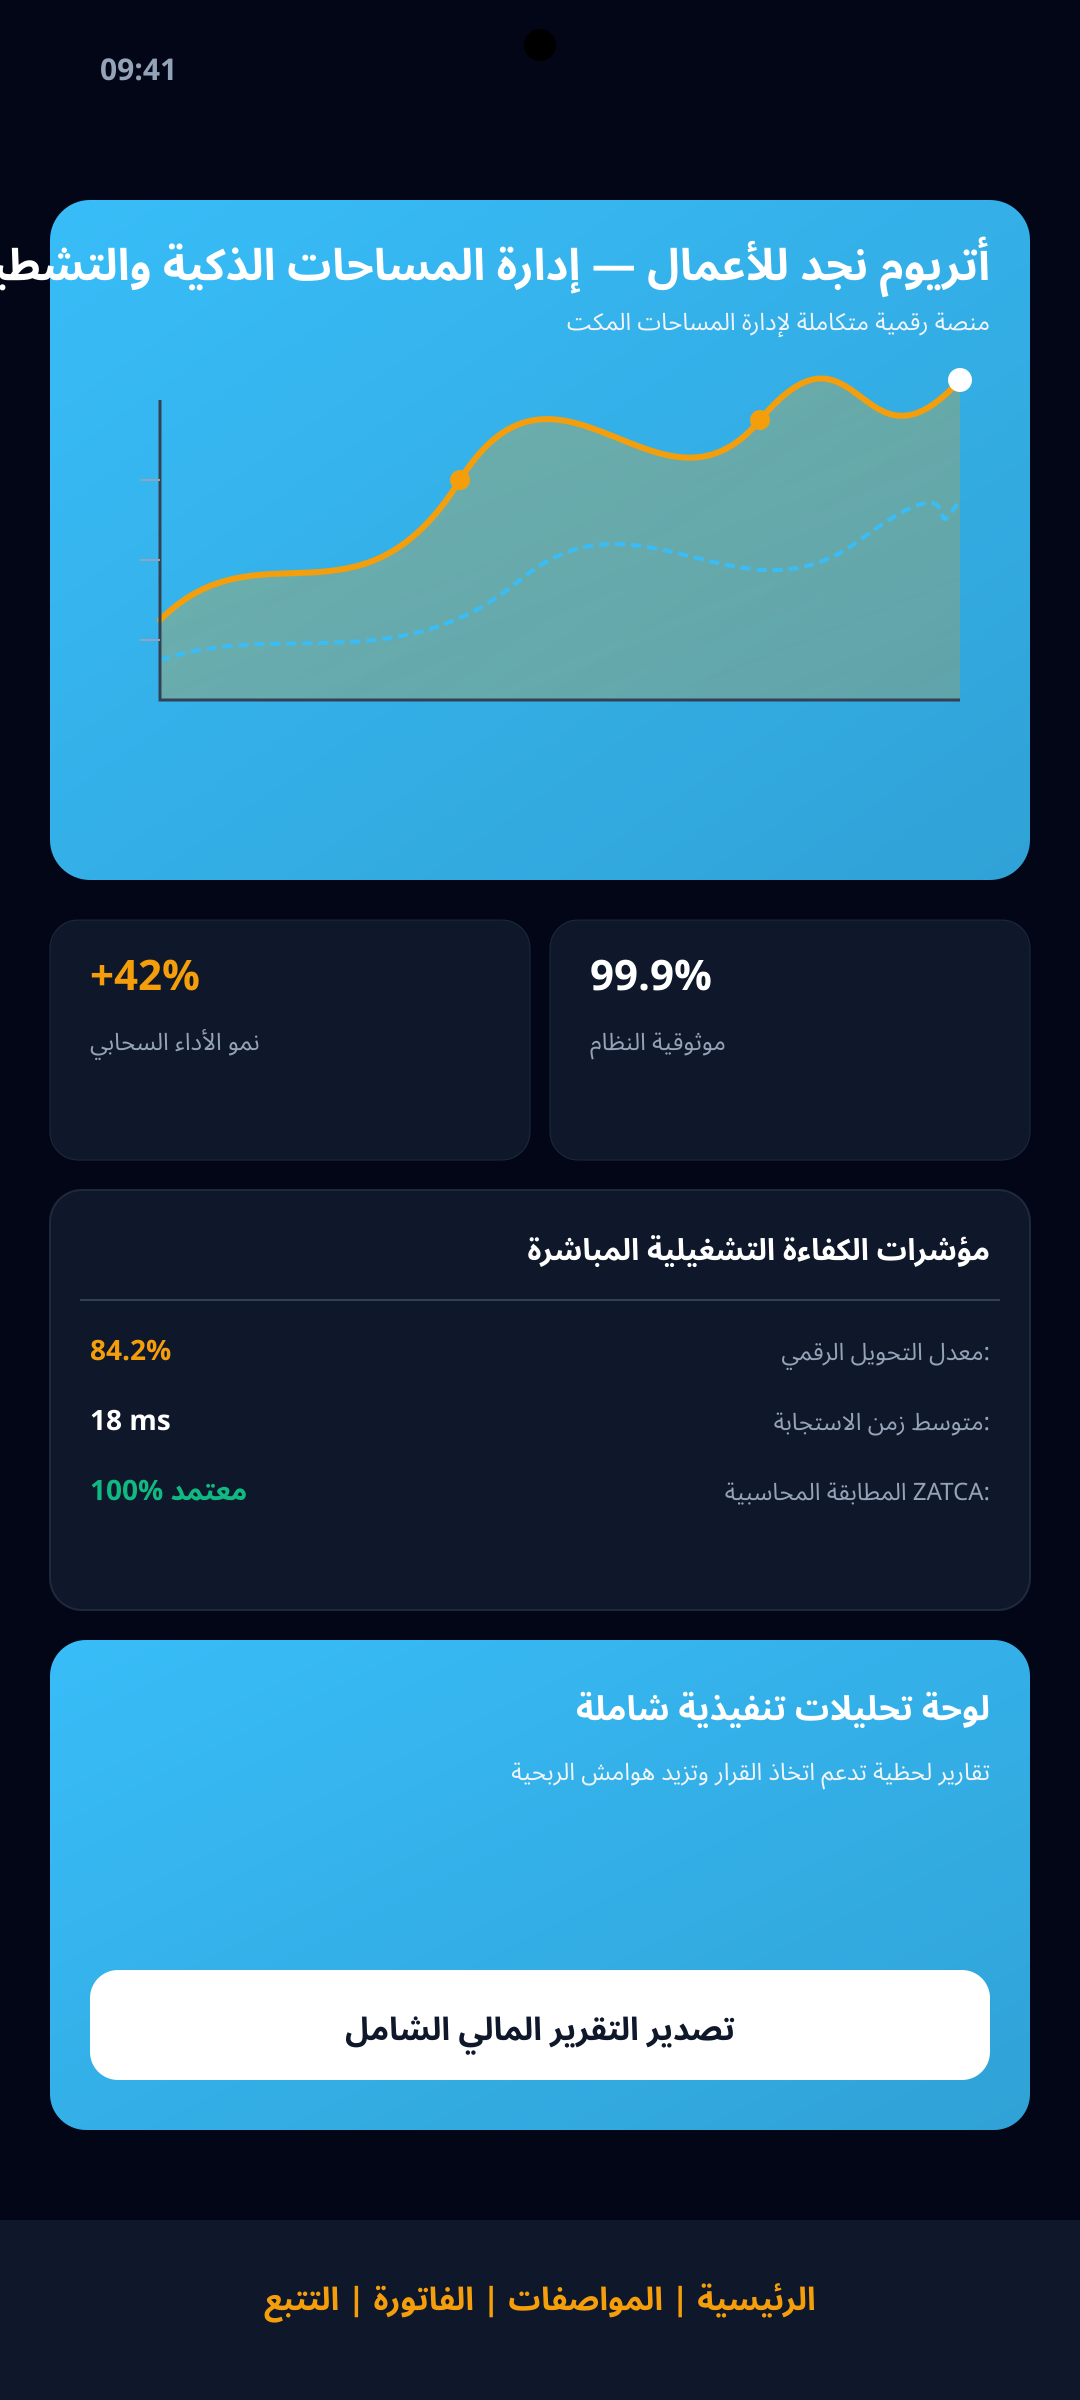 09:41
أتريوم نجد للأعمال — إدارة المساحات الذكية
منصة رقمية متكاملة لإدارة المساحات المكت
99.9%
موثوقية النظام
+42%
نمو الأداء السحابي
مؤشرات الكفاءة التشغيلية المباشرة
معدل التحويل الرقمي: 84.2%
متوسط زمن الاستجابة: 18 ms
المطابقة المحاسبية ZATCA: 100% معتمد
لوحة تحليلات تنفيذية شاملة
تقارير لحظية تدعم اتخاذ القرار وتزيد هوامش الربحية
تصدير التقرير المالي الشامل
الرئيسية | المواصفات | الفاتورة | التتبع